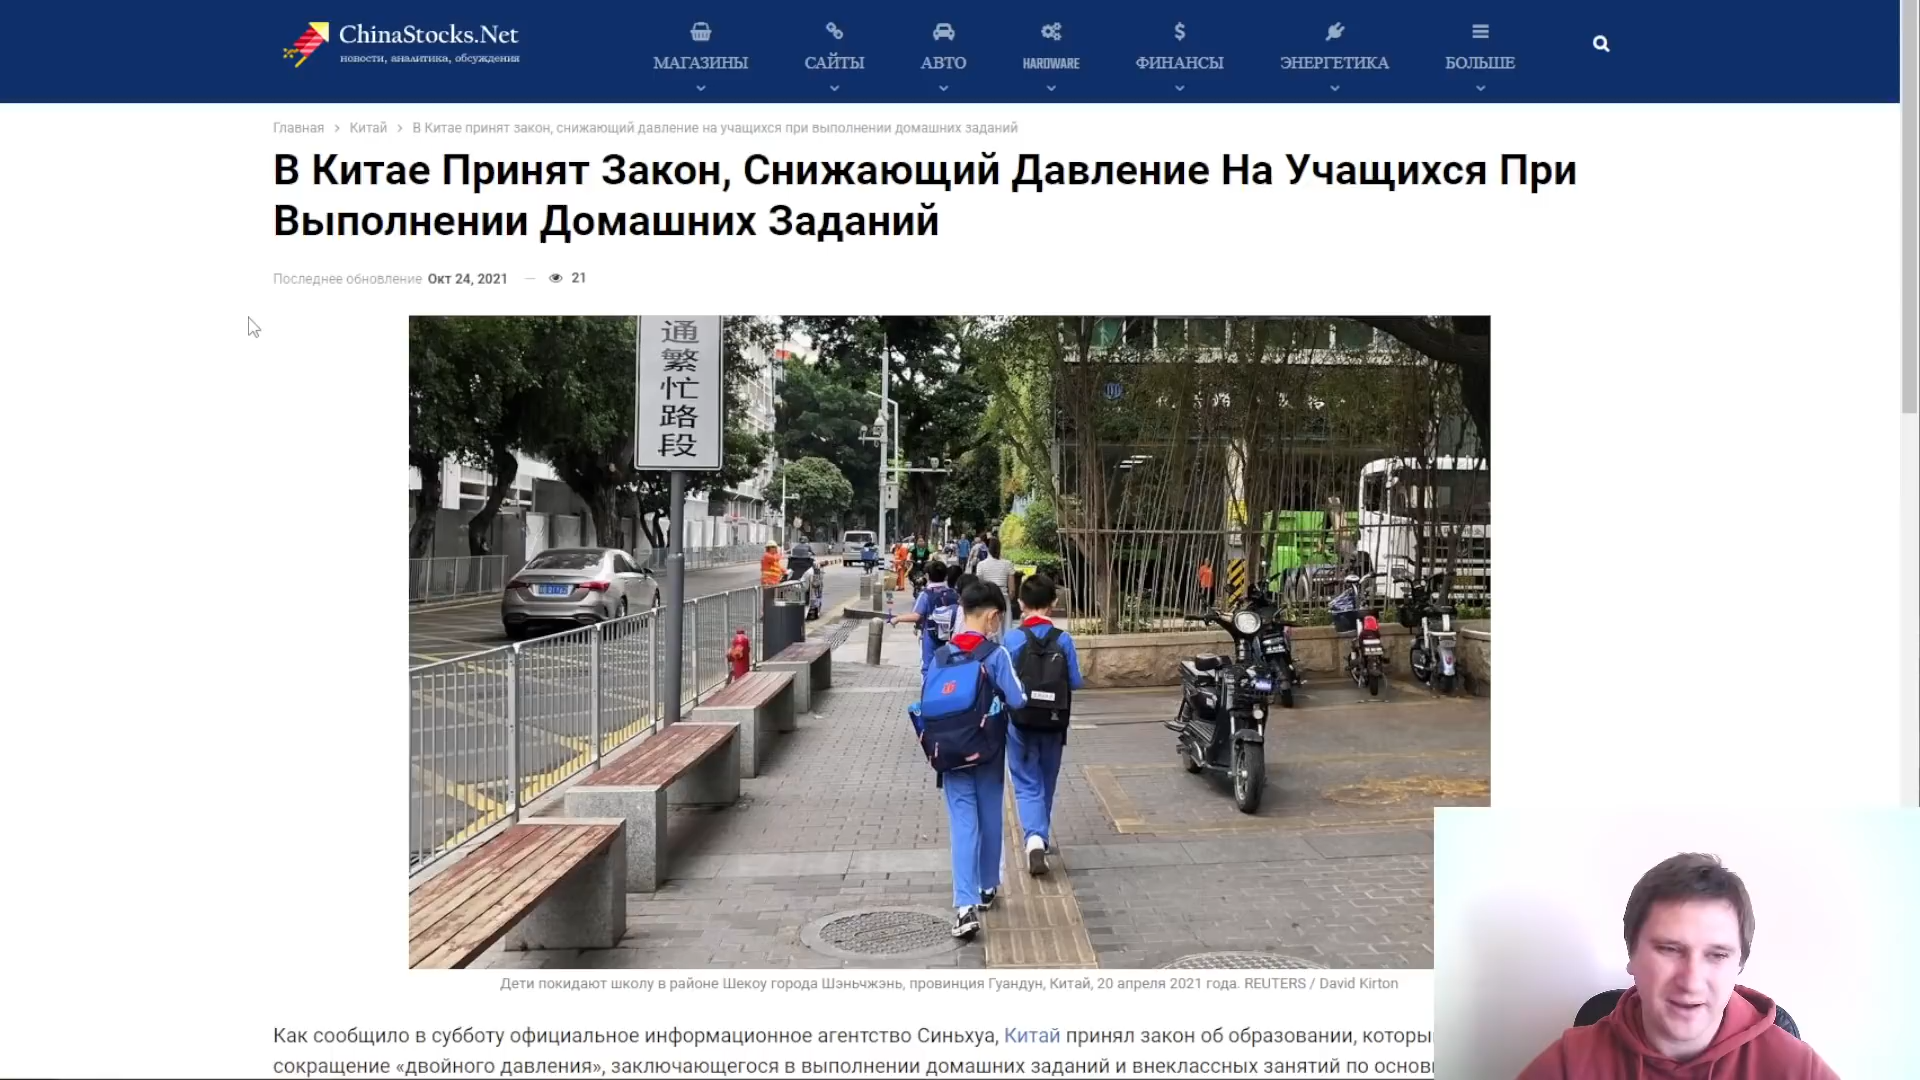 ChinaStocks.Net
новости, аналитика, обсуждения
МАГАЗИНЫ
САЙТЫ
АВТО
HARDWARE
ФИНАНСЫ
ЭНЕРГЕТИКА
БОЛЬШЕ
Главная > Китай > В Китае принят закон, снижающий давление на учащихся при выполнении домашних заданий
В Китае Принят Закон, Снижающий Давление На Учащихся При
Выполнении Домашних Заданий
Последнее обновление Окт 24, 2021 — 21
通
繁
忙
路
段
Дети покидают школу в районе Шекоу города Шэньчжэнь, провинция Гуандун, Китай, 20 апреля 2021 года. REUTERS / David Kirton
Как сообщило в субботу официальное информационное агентство Синьхуа, Китай принял закон об образовании, которы
сокращение «двойного давления», заключающегося в выполнении домашних заданий и внеклассных занятий по основ